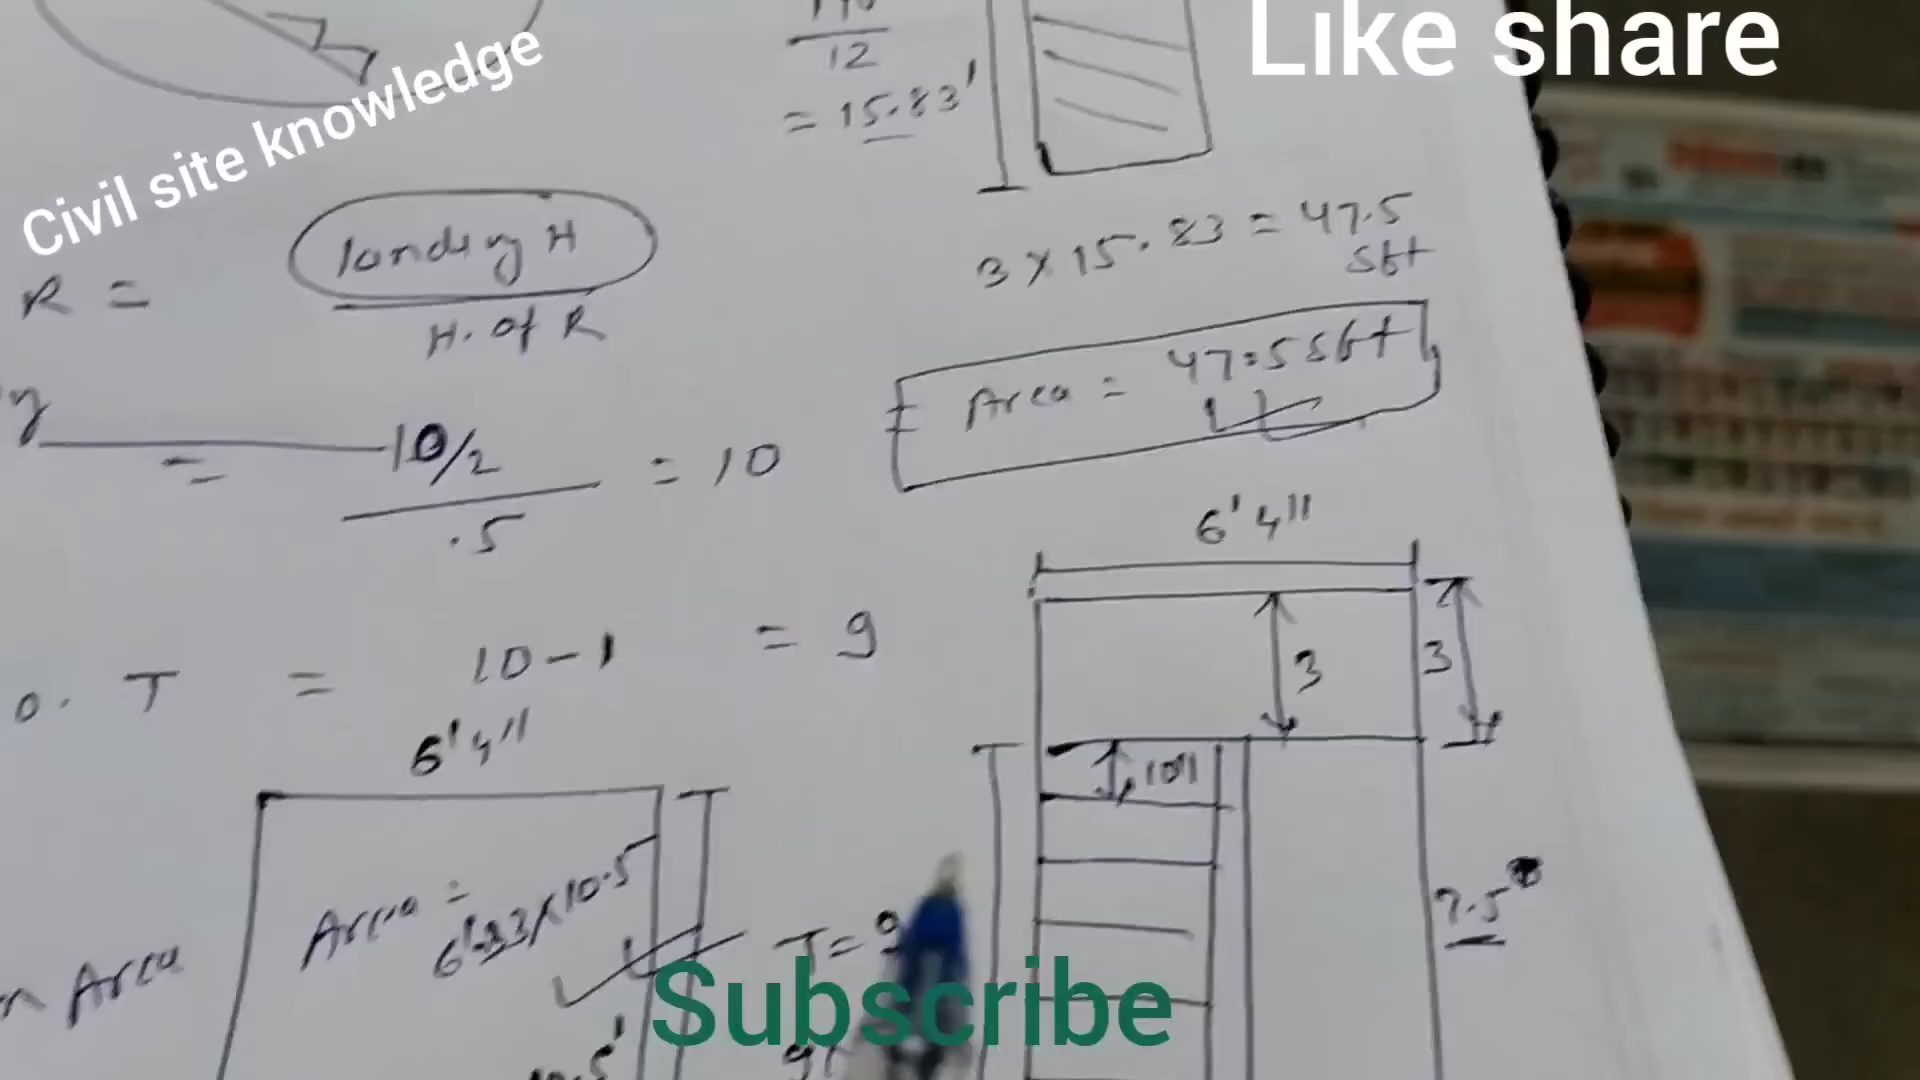 Like share
Civil site knowledge
12
= 15.83'
R = landing H
H. of R
3 x 15.83 = 47.5
Sft
Area = 47.5 Sft
= 10/2 = 10
.5
6'4"
3
3
o. T = 10-1 = 9
6'4"
10"
Area =
6'.33x10.5
7.5
n Area
T= 9
Subscribe